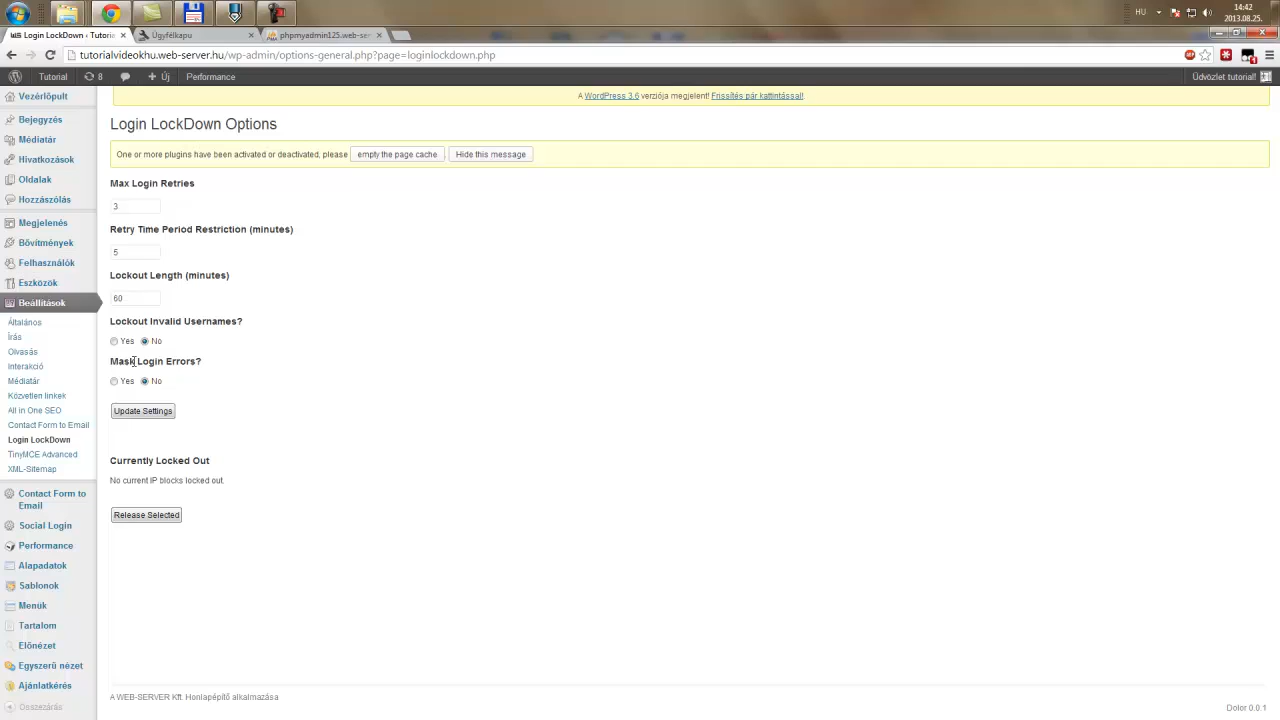 HU
14:42
2013.08.25.
Login LockDown ‹ Tutoria
Ügyfélkapu
phpmyadmin125.web-ser
tutorialvideokhu.web-server.hu/wp-admin/options-general.php?page=loginlockdown.php
Tutorial
8
Új
Performance
Üdvözlet tutorial!
A WordPress 3.6 verziója megjelent! Frissítés pár kattintással!
Vezérlőpult
Bejegyzés
Médiatár
Hivatkozások
Oldalak
Hozzászólás
Megjelenés
Bővítmények
Felhasználók
Eszközök
Beállítások
Általános
Írás
Olvasás
Interakció
Médiatár
Közvetlen linkek
All in One SEO
Contact Form to Email
Login LockDown
TinyMCE Advanced
XML-Sitemap
Contact Form to
Email
Social Login
Performance
Alapadatok
Sablonok
Menük
Tartalom
Előnézet
Egyszerű nézet
Ajánlatkérés
Összezárás
Login LockDown Options
One or more plugins have been activated or deactivated, please empty the page cache. Hide this message
Max Login Retries
3
Retry Time Period Restriction (minutes)
5
Lockout Length (minutes)
60
Lockout Invalid Usernames?
Yes No
Mask Login Errors?
Yes No
Update Settings
Currently Locked Out
No current IP blocks locked out.
Release Selected
A WEB-SERVER Kft. Honlapépítő alkalmazása
Dolor 0.0.1